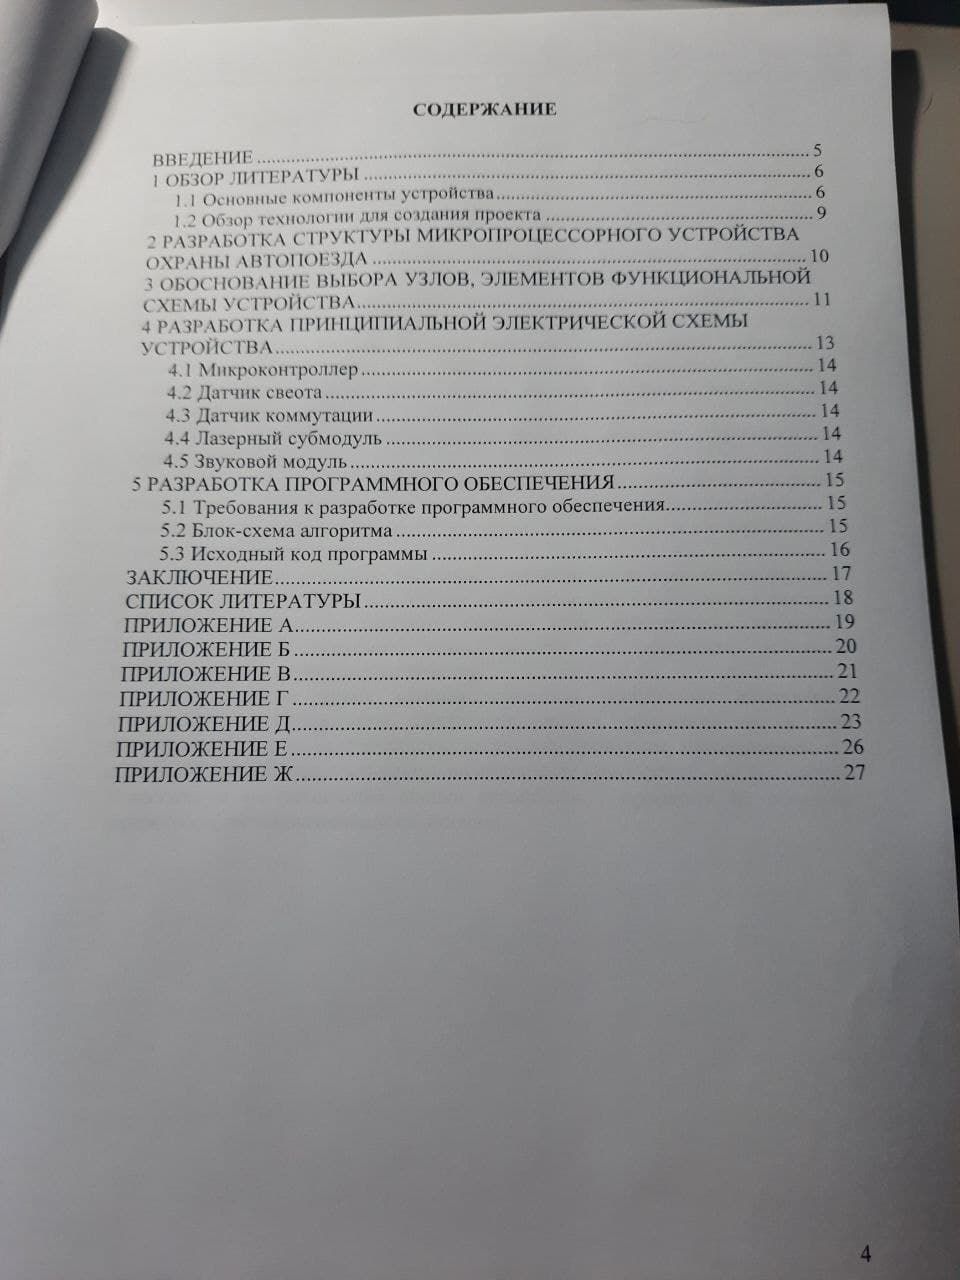 СОДЕРЖАНИЕ
ВВЕДЕНИЕ ........ 5
1 ОБЗОР ЛИТЕРАТУРЫ ........ 6
1.1 Основные компоненты устройства ........ 6
1.2 Обзор технологии для создания проекта ........ 9
2 РАЗРАБОТКА СТРУКТУРЫ МИКРОПРОЦЕССОРНОГО УСТРОЙСТВА
ОХРАНЫ АВТОПОЕЗДА ........ 10
3 ОБОСНОВАНИЕ ВЫБОРА УЗЛОВ, ЭЛЕМЕНТОВ ФУНКЦИОНАЛЬНОЙ
СХЕМЫ УСТРОЙСТВА ........ 11
4 РАЗРАБОТКА ПРИНЦИПИАЛЬНОЙ ЭЛЕКТРИЧЕСКОЙ СХЕМЫ
УСТРОЙСТВА ........ 13
4.1 Микроконтроллер ........ 14
4.2 Датчик свеота ........ 14
4.3 Датчик коммутации ........ 14
4.4 Лазерный субмодуль ........ 14
4.5 Звуковой модуль ........ 14
5 РАЗРАБОТКА ПРОГРАММНОГО ОБЕСПЕЧЕНИЯ ........ 15
5.1 Требования к разработке программного обеспечения ........ 15
5.2 Блок-схема алгоритма ........ 15
5.3 Исходный код программы ........ 16
ЗАКЛЮЧЕНИЕ ........ 17
СПИСОК ЛИТЕРАТУРЫ ........ 18
ПРИЛОЖЕНИЕ А ........ 19
ПРИЛОЖЕНИЕ Б ........ 20
ПРИЛОЖЕНИЕ В ........ 21
ПРИЛОЖЕНИЕ Г ........ 22
ПРИЛОЖЕНИЕ Д ........ 23
ПРИЛОЖЕНИЕ Е ........ 26
ПРИЛОЖЕНИЕ Ж ........ 27
4